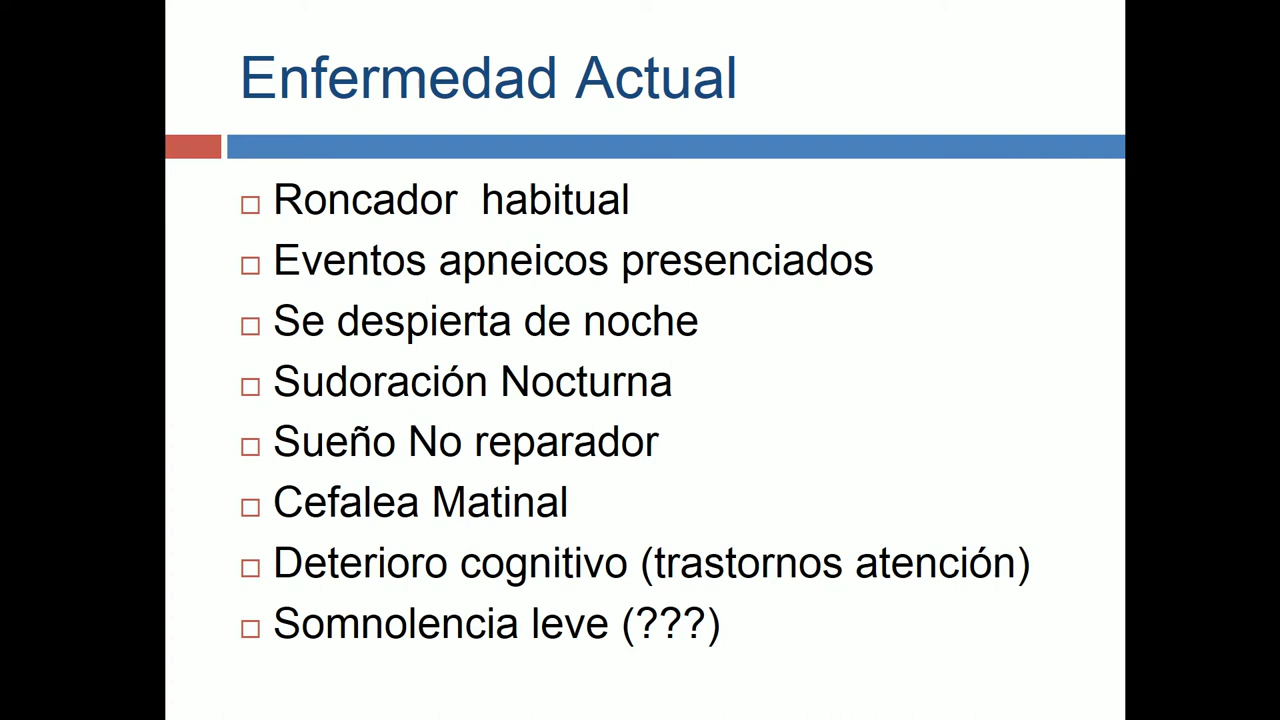 Enfermedad Actual
Roncador habitual
Eventos apneicos presenciados
Se despierta de noche
Sudoración Nocturna
Sueño No reparador
Cefalea Matinal
Deterioro cognitivo (trastornos atención)
Somnolencia leve (???)